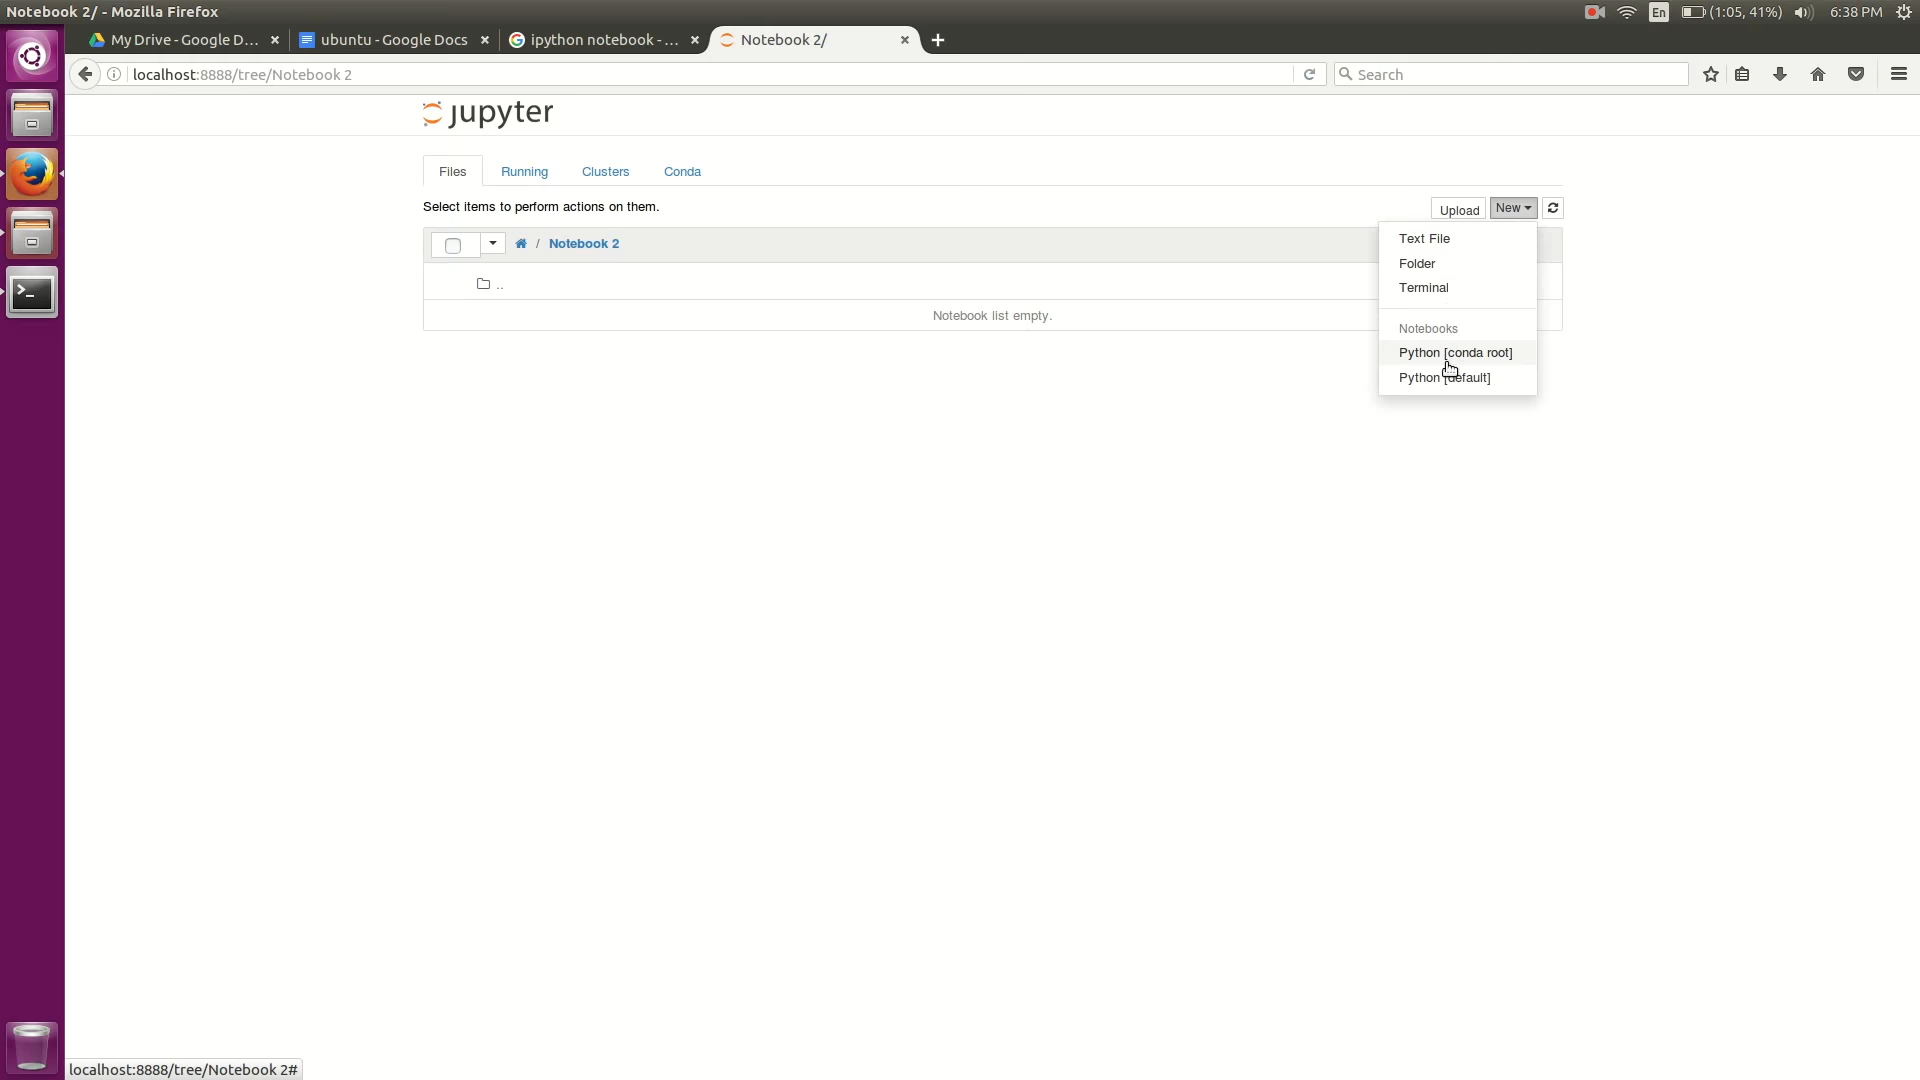 Notebook 2/ - Mozilla Firefox
En
(1:05, 41%)
6:38 PM
My Drive - Google D...
ubuntu - Google Docs
ipython notebook - ...
Notebook 2/
localhost:8888/tree/Notebook 2
Search
jupyter
Files
Running
Clusters
Conda
Select items to perform actions on them.
Upload
New
/ Notebook 2
..
Notebook list empty.
Text File
Folder
Terminal
Notebooks
Python [conda root]
Python [default]
localhost:8888/tree/Notebook 2#